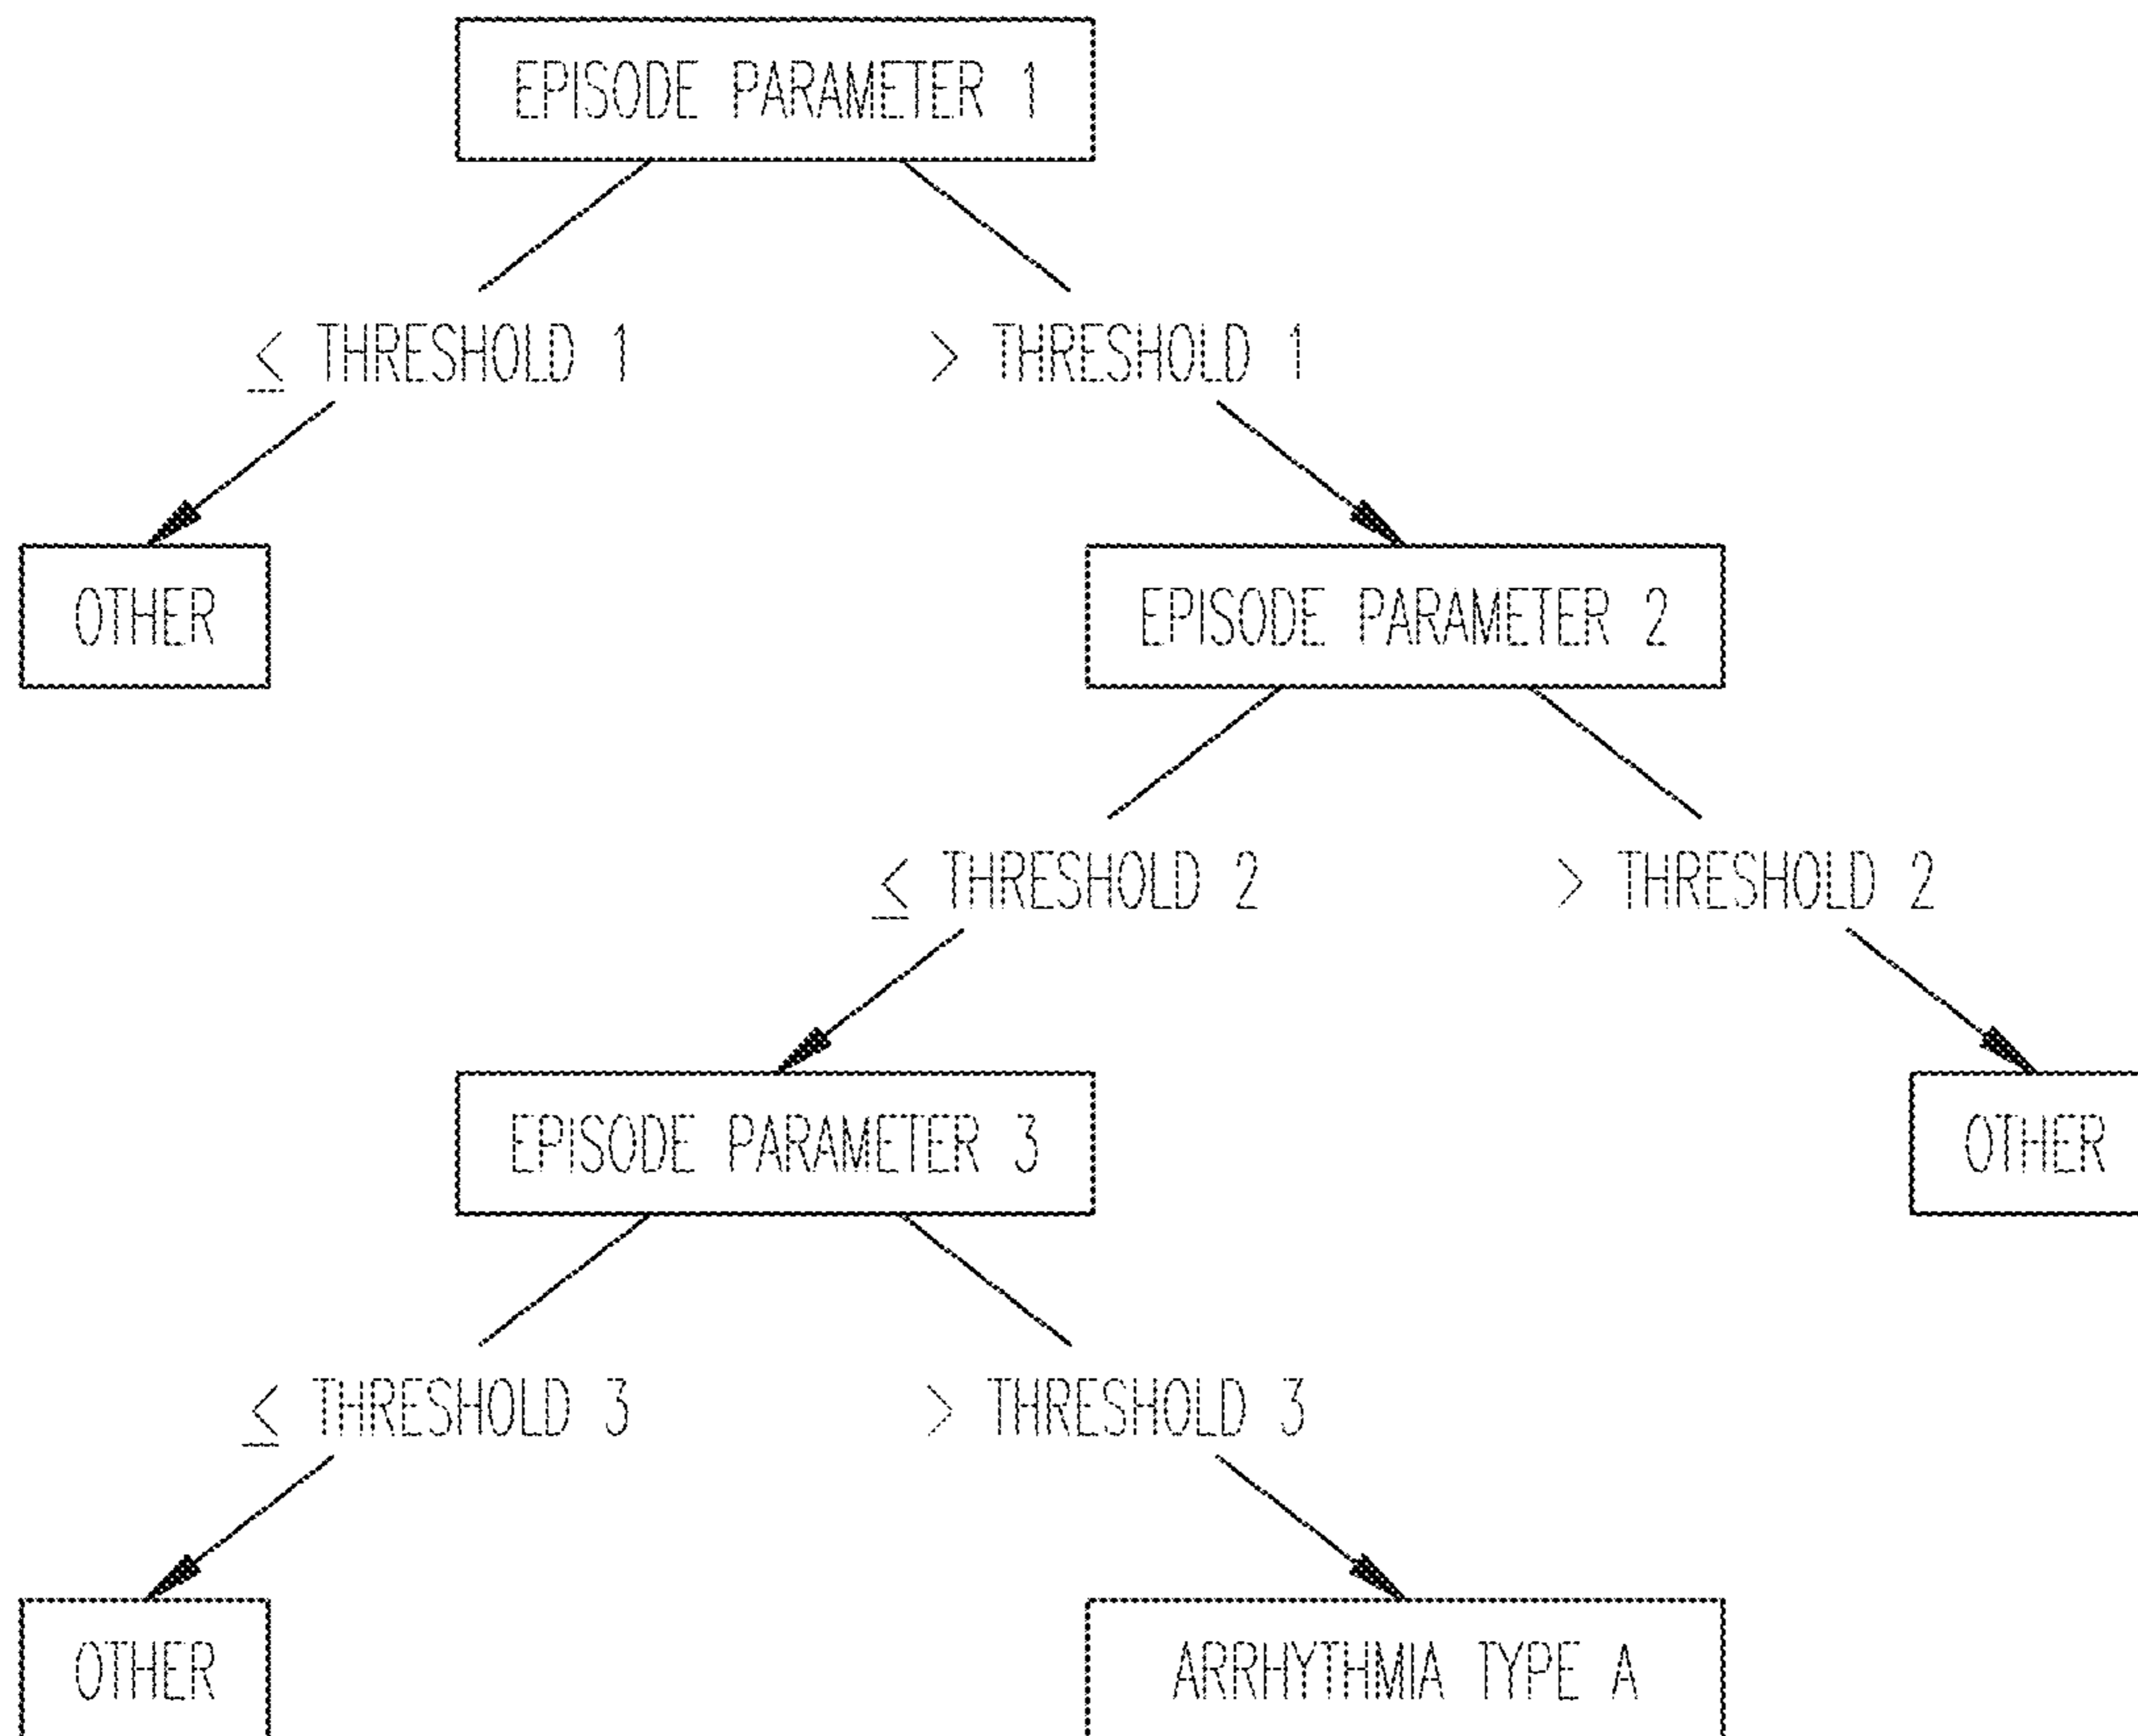 EPISODE PARAMETER 1
≤ THRESHOLD 1
> THRESHOLD 1
OTHER
EPISODE PARAMETER 2
≤ THRESHOLD 2
> THRESHOLD 2
EPISODE PARAMETER 3
OTHER
≤ THRESHOLD 3
> THRESHOLD 3
OTHER
ARRHYTHMIA TYPE A